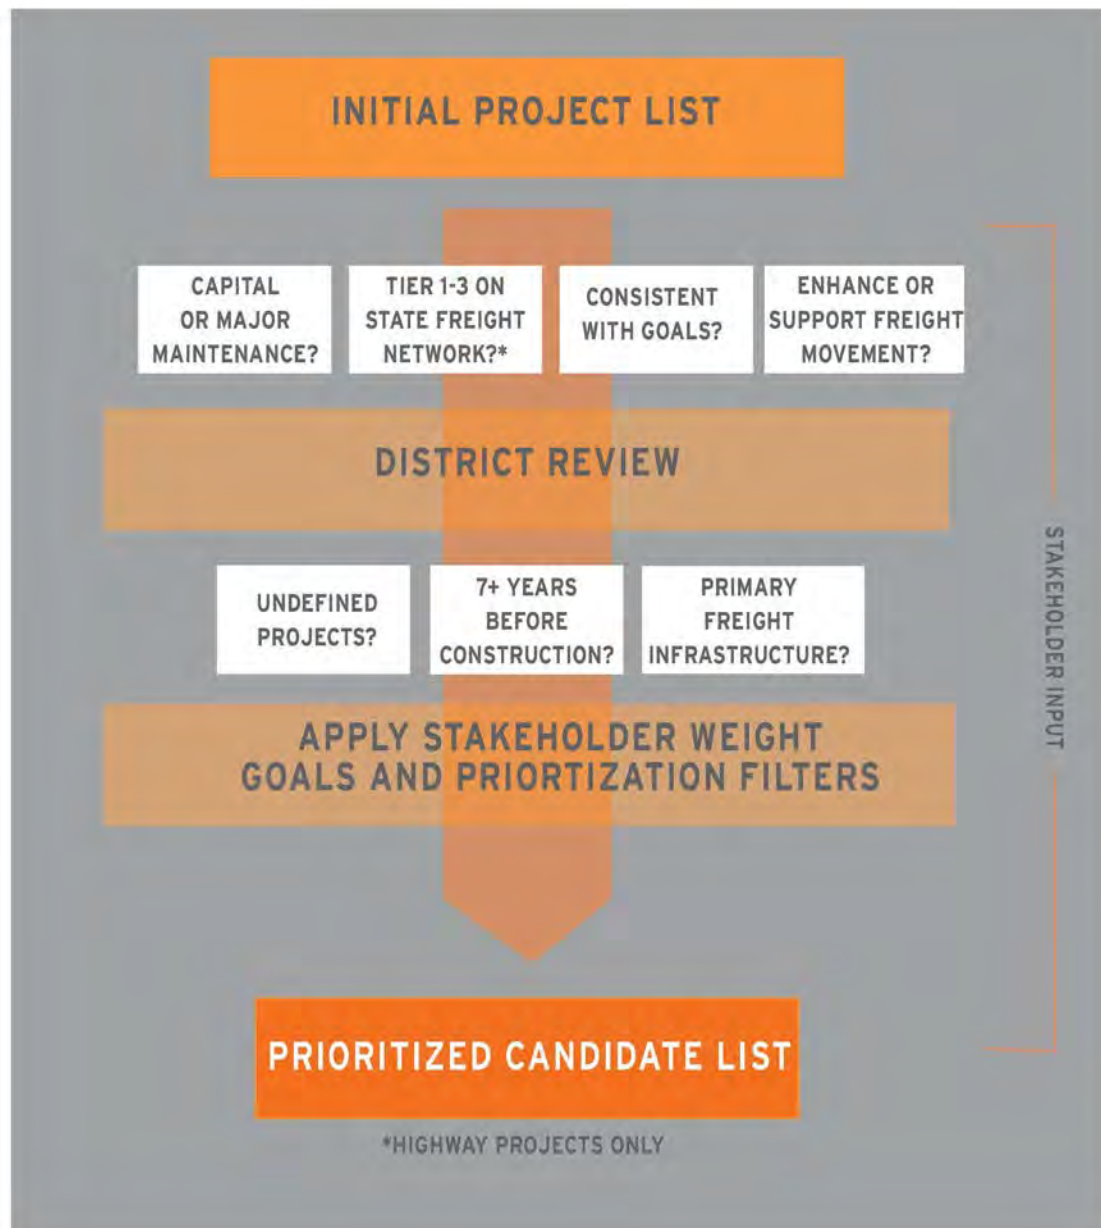 INITIAL PROJECT LIST
CAPITAL
OR MAJOR
MAINTENANCE?
TIER 1-3 ON
STATE FREIGHT
NETWORK?*
CONSISTENT
WITH GOALS?
ENHANCE OR
SUPPORT FREIGHT
MOVEMENT?
DISTRICT REVIEW
UNDEFINED
PROJECTS?
7+ YEARS
BEFORE
CONSTRUCTION?
PRIMARY
FREIGHT
INFRASTRUCTURE?
STAKEHOLDER INPUT
APPLY STAKEHOLDER WEIGHT
GOALS AND PRIORTIZATION FILTERS
PRIORITIZED CANDIDATE LIST
*HIGHWAY PROJECTS ONLY